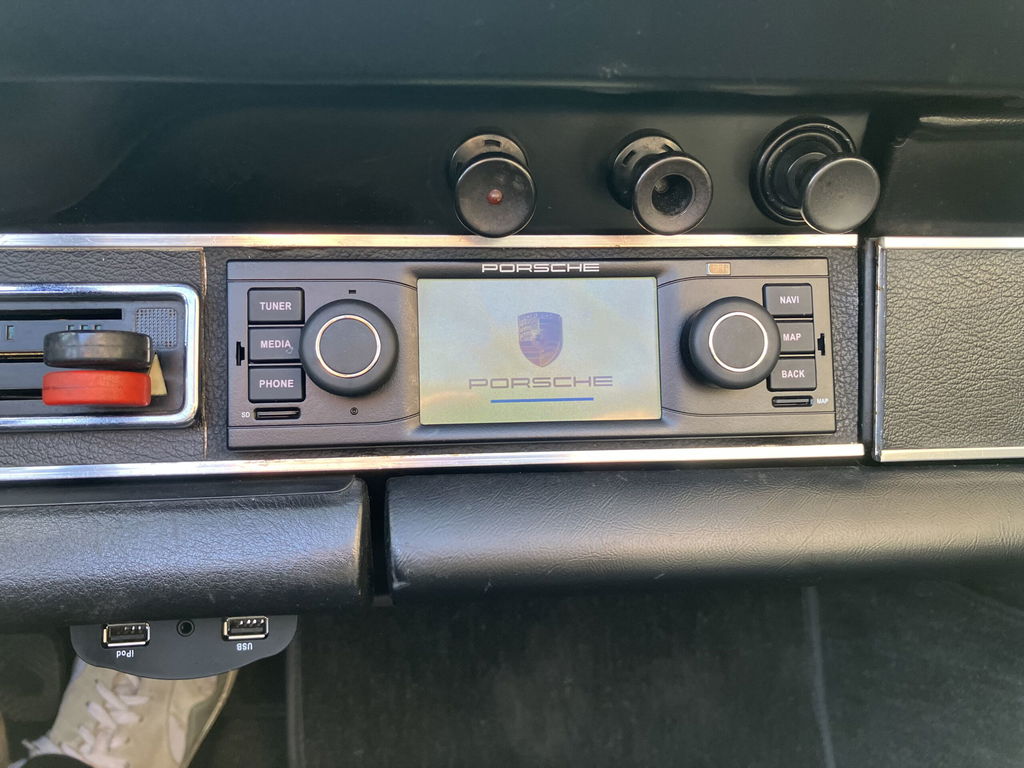 PORSCHE
TUNER
MEDIA
PHONE
SD
PORSCHE
NAVI
MAP
BACK
MAP
iPod
USB